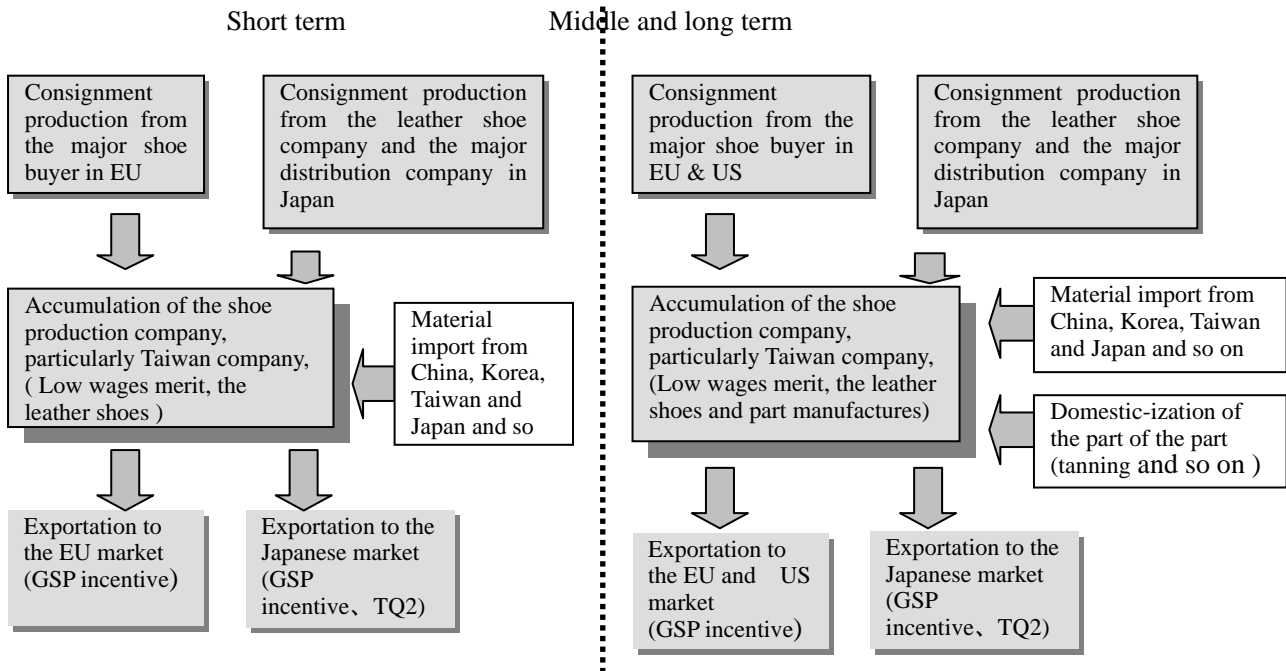 Short term
Middle and long term
Consignment
production from
the major shoe
buyer in EU
Consignment production
from the leather shoe
company and the major
distribution company in
Japan
Accumulation of the shoe
production company,
particularly Taiwan company,
( Low wages merit, the
leather shoes )
Material
import from
China, Korea,
Taiwan and
Japan and so
Exportation to
the EU market
(GSP incentive)
Exportation to the
Japanese market
(GSP
incentive、TQ2)
Consignment
production from the
major shoe buyer in
EU & US
Consignment production
from the leather shoe
company and the major
distribution company in
Japan
Accumulation of the shoe
production company,
particularly Taiwan company,
(Low wages merit, the leather
shoes and part manufactures)
Material import from
China, Korea, Taiwan
and Japan and so on
Domestic-ization of
the part of the part
(tanning and so on )
Exportation to
the EU and US
market
(GSP incentive)
Exportation to the
Japanese market
(GSP
incentive、TQ2)